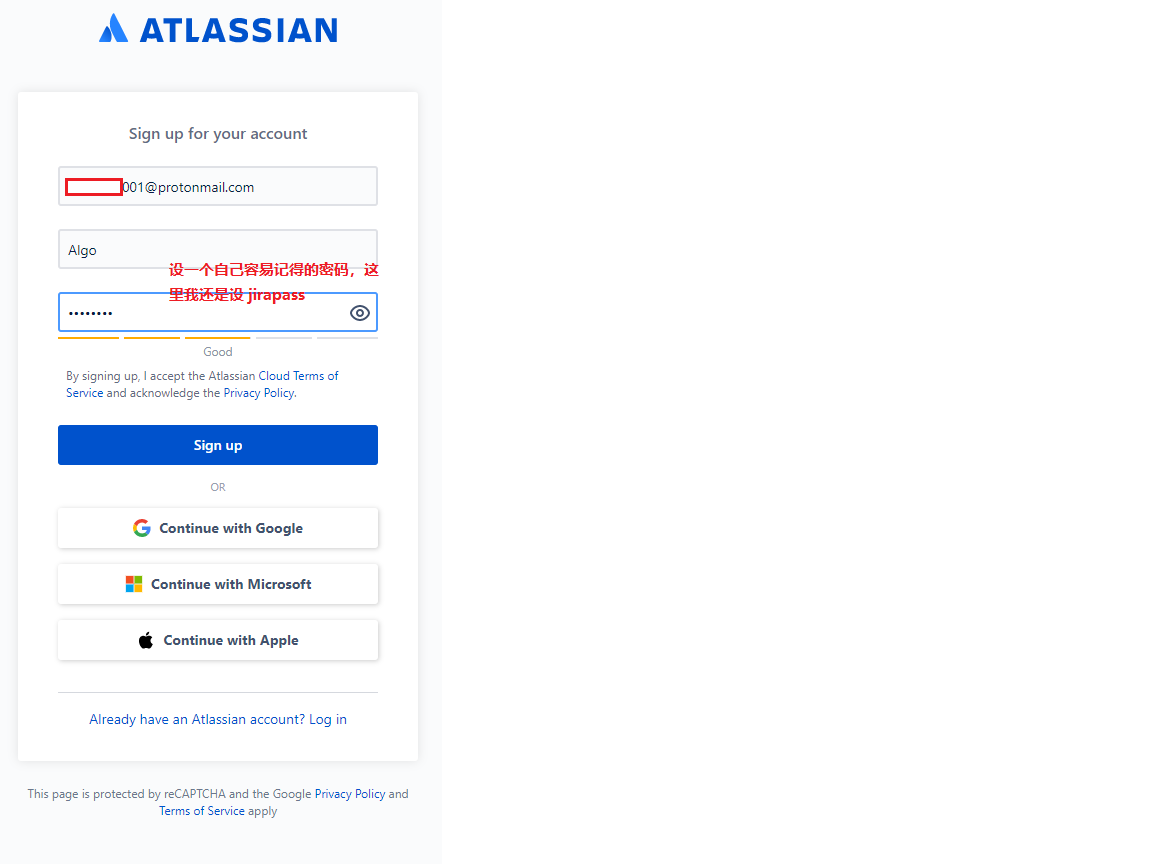 ATLASSIAN
Sign up for your account
001@protonmail.com
Algo
设一个自己容易记得的密码，这
里我还是设 jirapass
••••••••
Good
By signing up, I accept the Atlassian Cloud Terms of
Service and acknowledge the Privacy Policy.
Sign up
OR
Continue with Google
Continue with Microsoft
Continue with Apple
Already have an Atlassian account? Log in
This page is protected by reCAPTCHA and the Google Privacy Policy and
Terms of Service apply